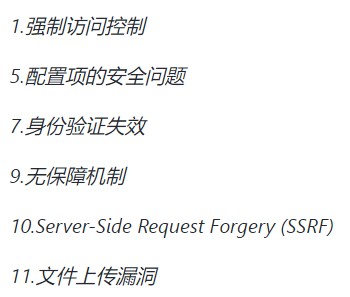 1.强制访问控制
5.配置项的安全问题
7.身份验证失效
9.无保障机制
10.Server-Side Request Forgery (SSRF)
11.文件上传漏洞